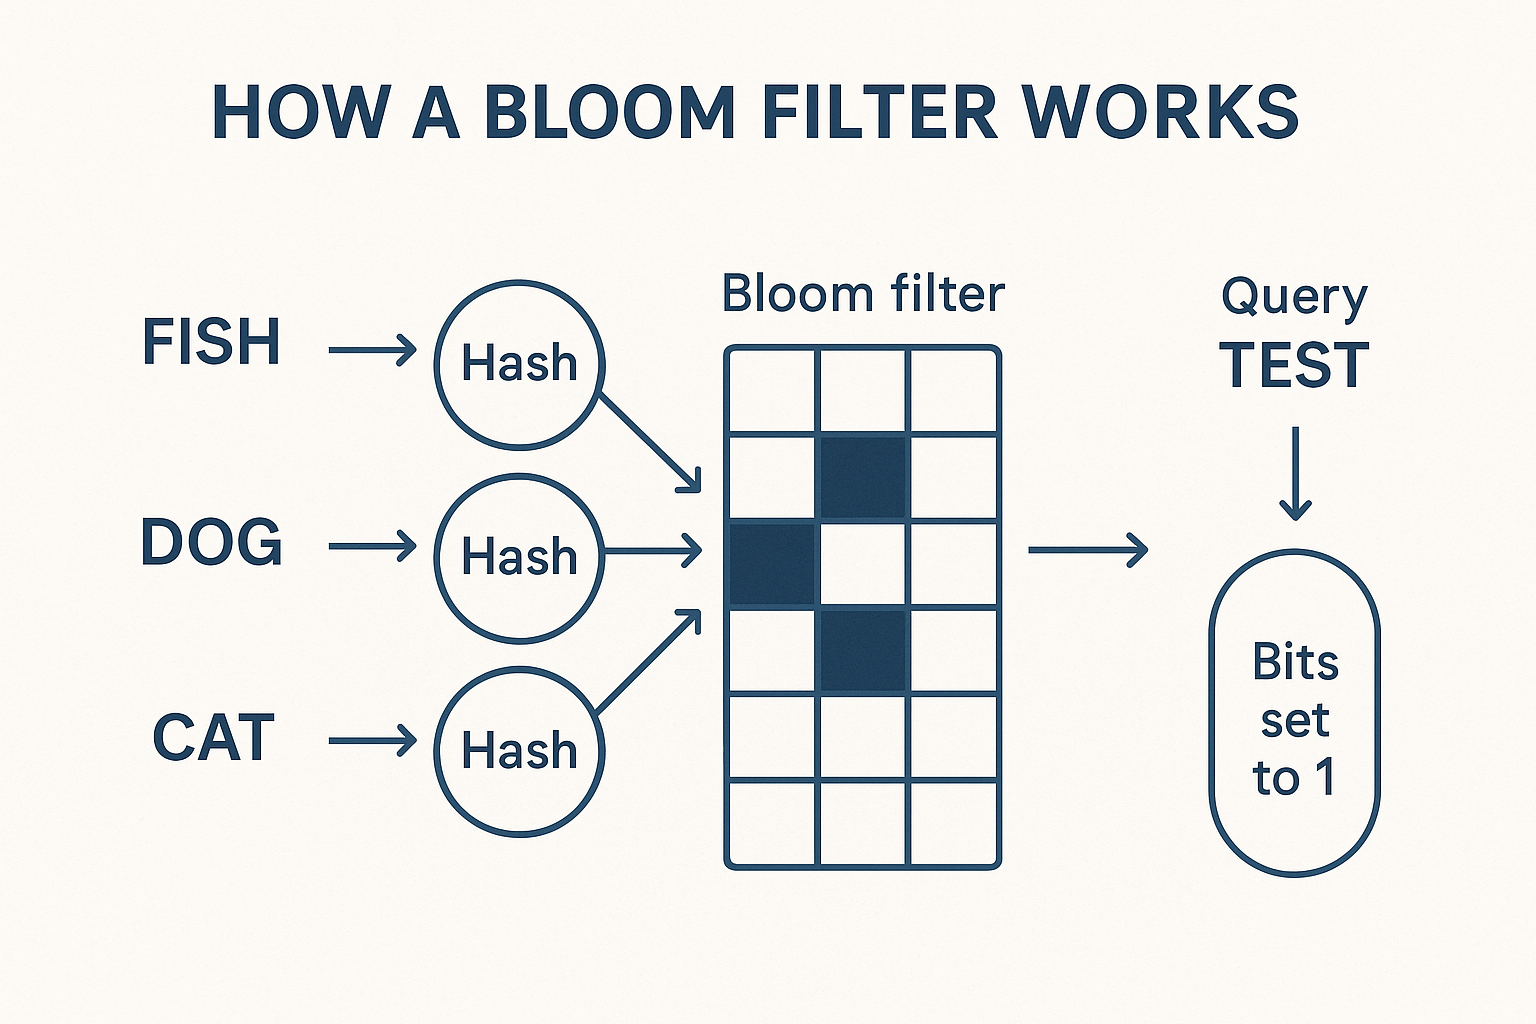 HOW A BLOOM FILTER WORKS
FISH
Hash
DOG
Hash
CAT
Hash
Bloom filter
Query
TEST
Bits
set
to 1